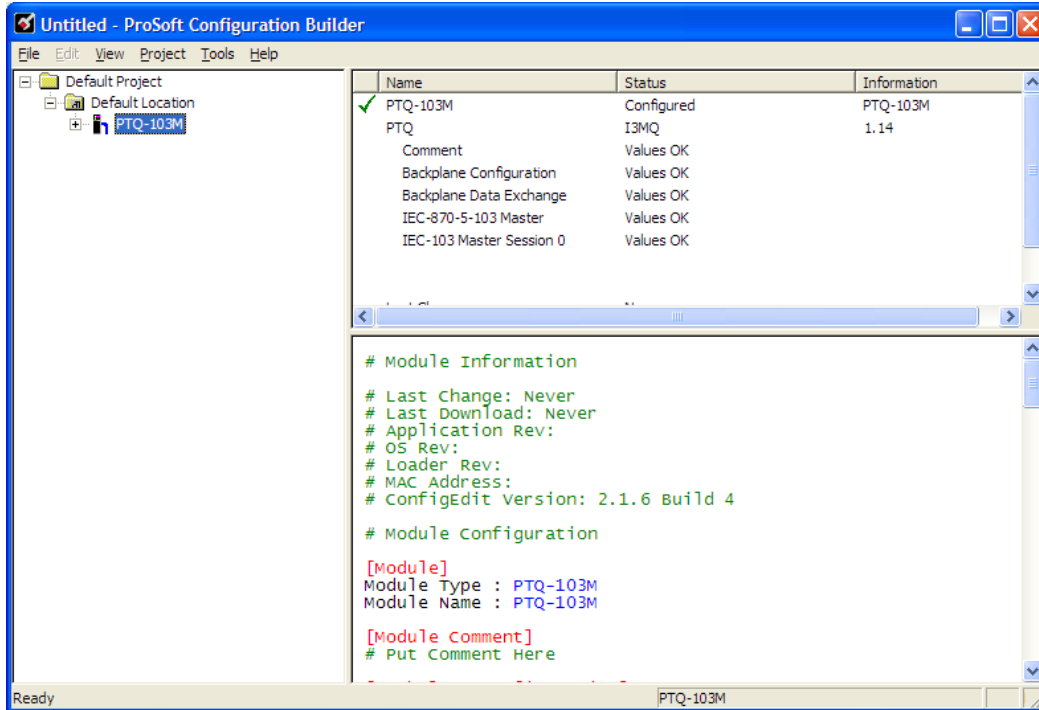 Untitled - ProSoft Configuration Builder
File Edit View Project Tools Help
Default Project
Default Location
PTQ-103M
Name Status Information
PTQ-103M Configured PTQ-103M
PTQ I3MQ 1.14
Comment Values OK
Backplane Configuration Values OK
Backplane Data Exchange Values OK
IEC-870-5-103 Master Values OK
IEC-103 Master Session 0 Values OK
# Module Information
# Last Change: Never
# Last Download: Never
# Application Rev:
# OS Rev:
# Loader Rev:
# MAC Address:
# ConfigEdit Version: 2.1.6 Build 4
# Module Configuration
[Module]
Module Type : PTQ-103M
Module Name : PTQ-103M
[Module Comment]
# Put Comment Here
Ready PTQ-103M